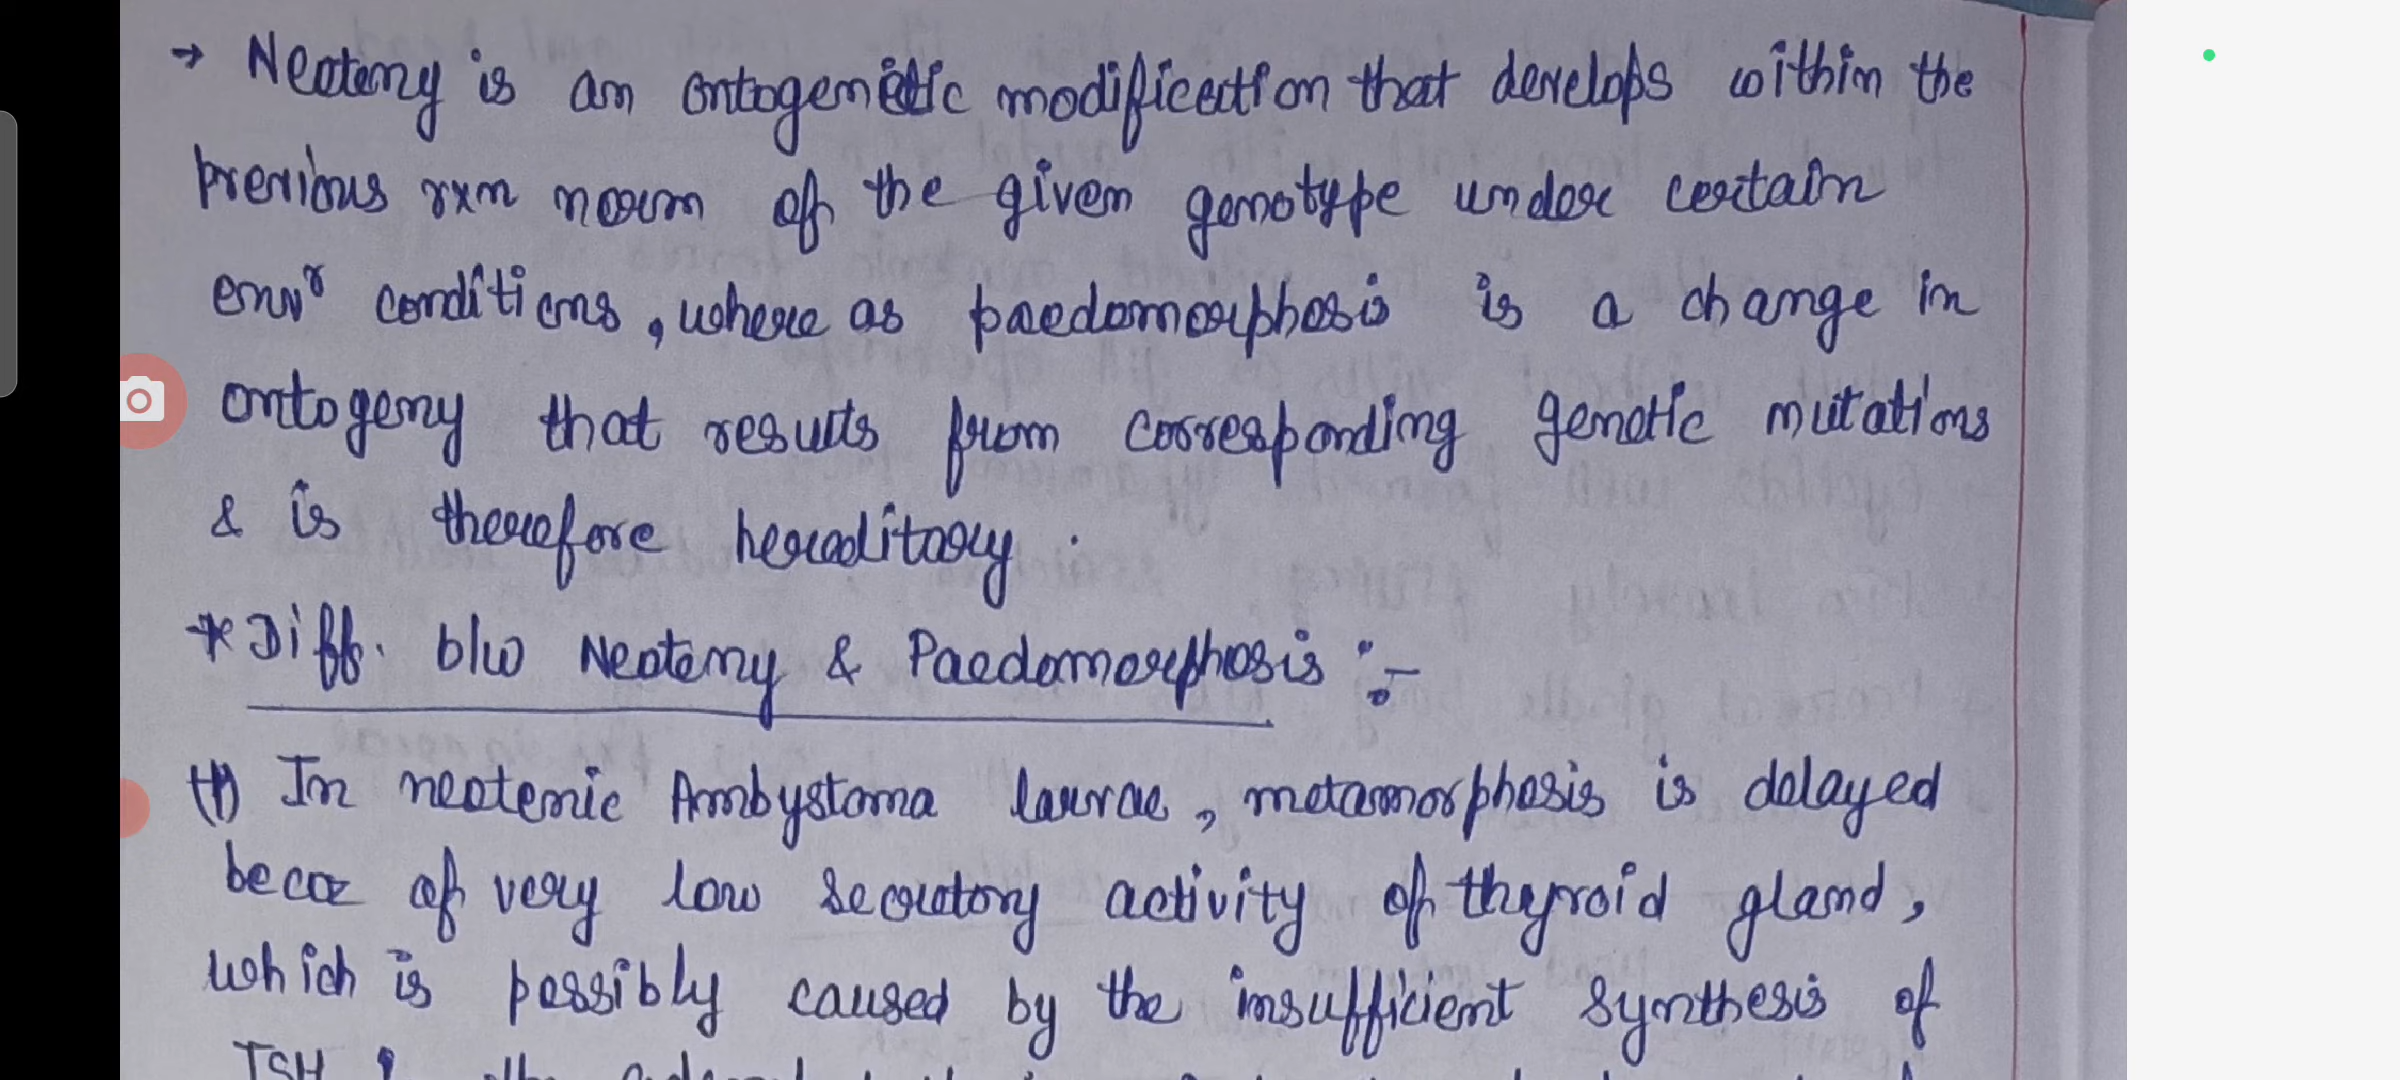 → Neoteny is an ontogenetic modification that develops within the
previous rxn norm of the given genotype under certain
envr conditions, where as paedomorphosis is a change in
ontogeny that results from corresponding genetic mutations
& is therefore hereditary.
*Diff. b/w Neoteny & Paedomorphosis :-
(1) In neotenic Ambystoma larvae, metamorphosis is delayed
becoz of very low secretory activity of thyroid gland,
which is possibly caused by the insufficient synthesis of
TSH